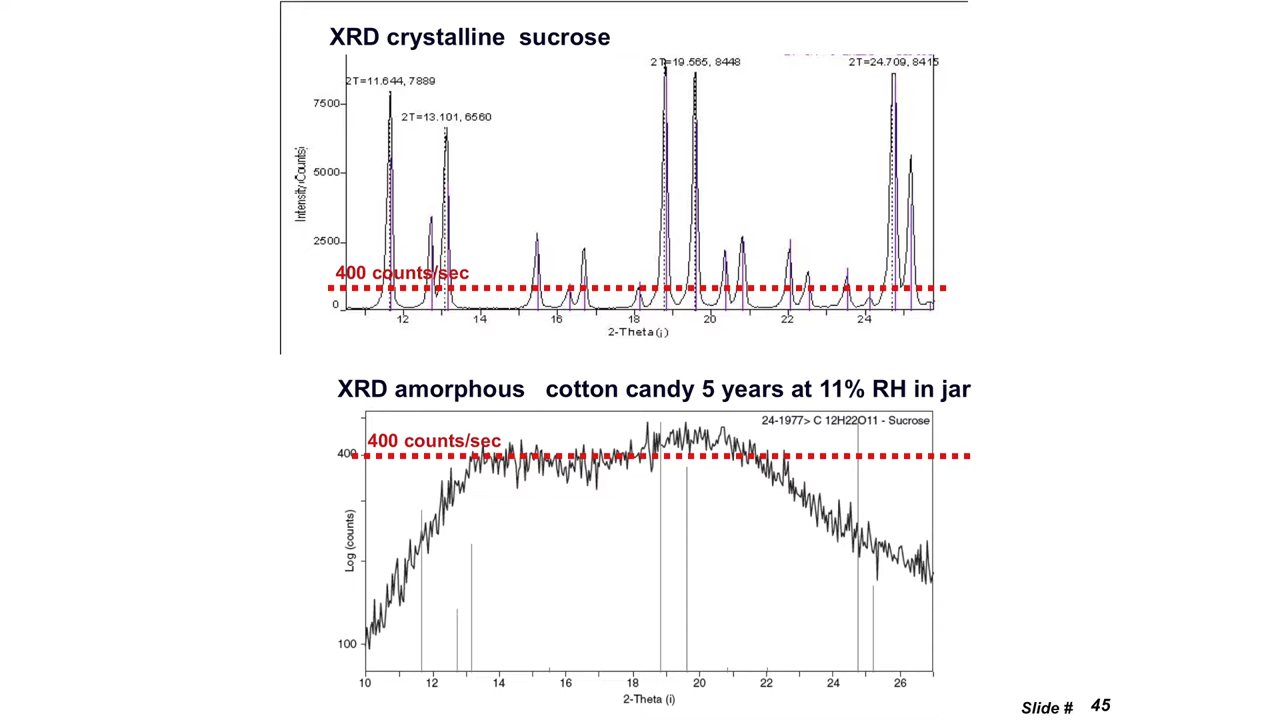 XRD crystalline sucrose
2T=11.644, 7889
2T=13.101, 6560
2T=19.565, 8448
2T=24.709, 8415
7500
5000
2500
0
Intensity(Counts)
400 counts/sec
12 14 16 18 20 22 24
2-Theta(¡)
XRD amorphous cotton candy 5 years at 11% RH in jar
24-1977> C 12H22O11 - Sucrose
400 counts/sec
400
100
Log (counts)
10 12 14 16 18 20 22 24 26
2-Theta (i)
Slide # 45